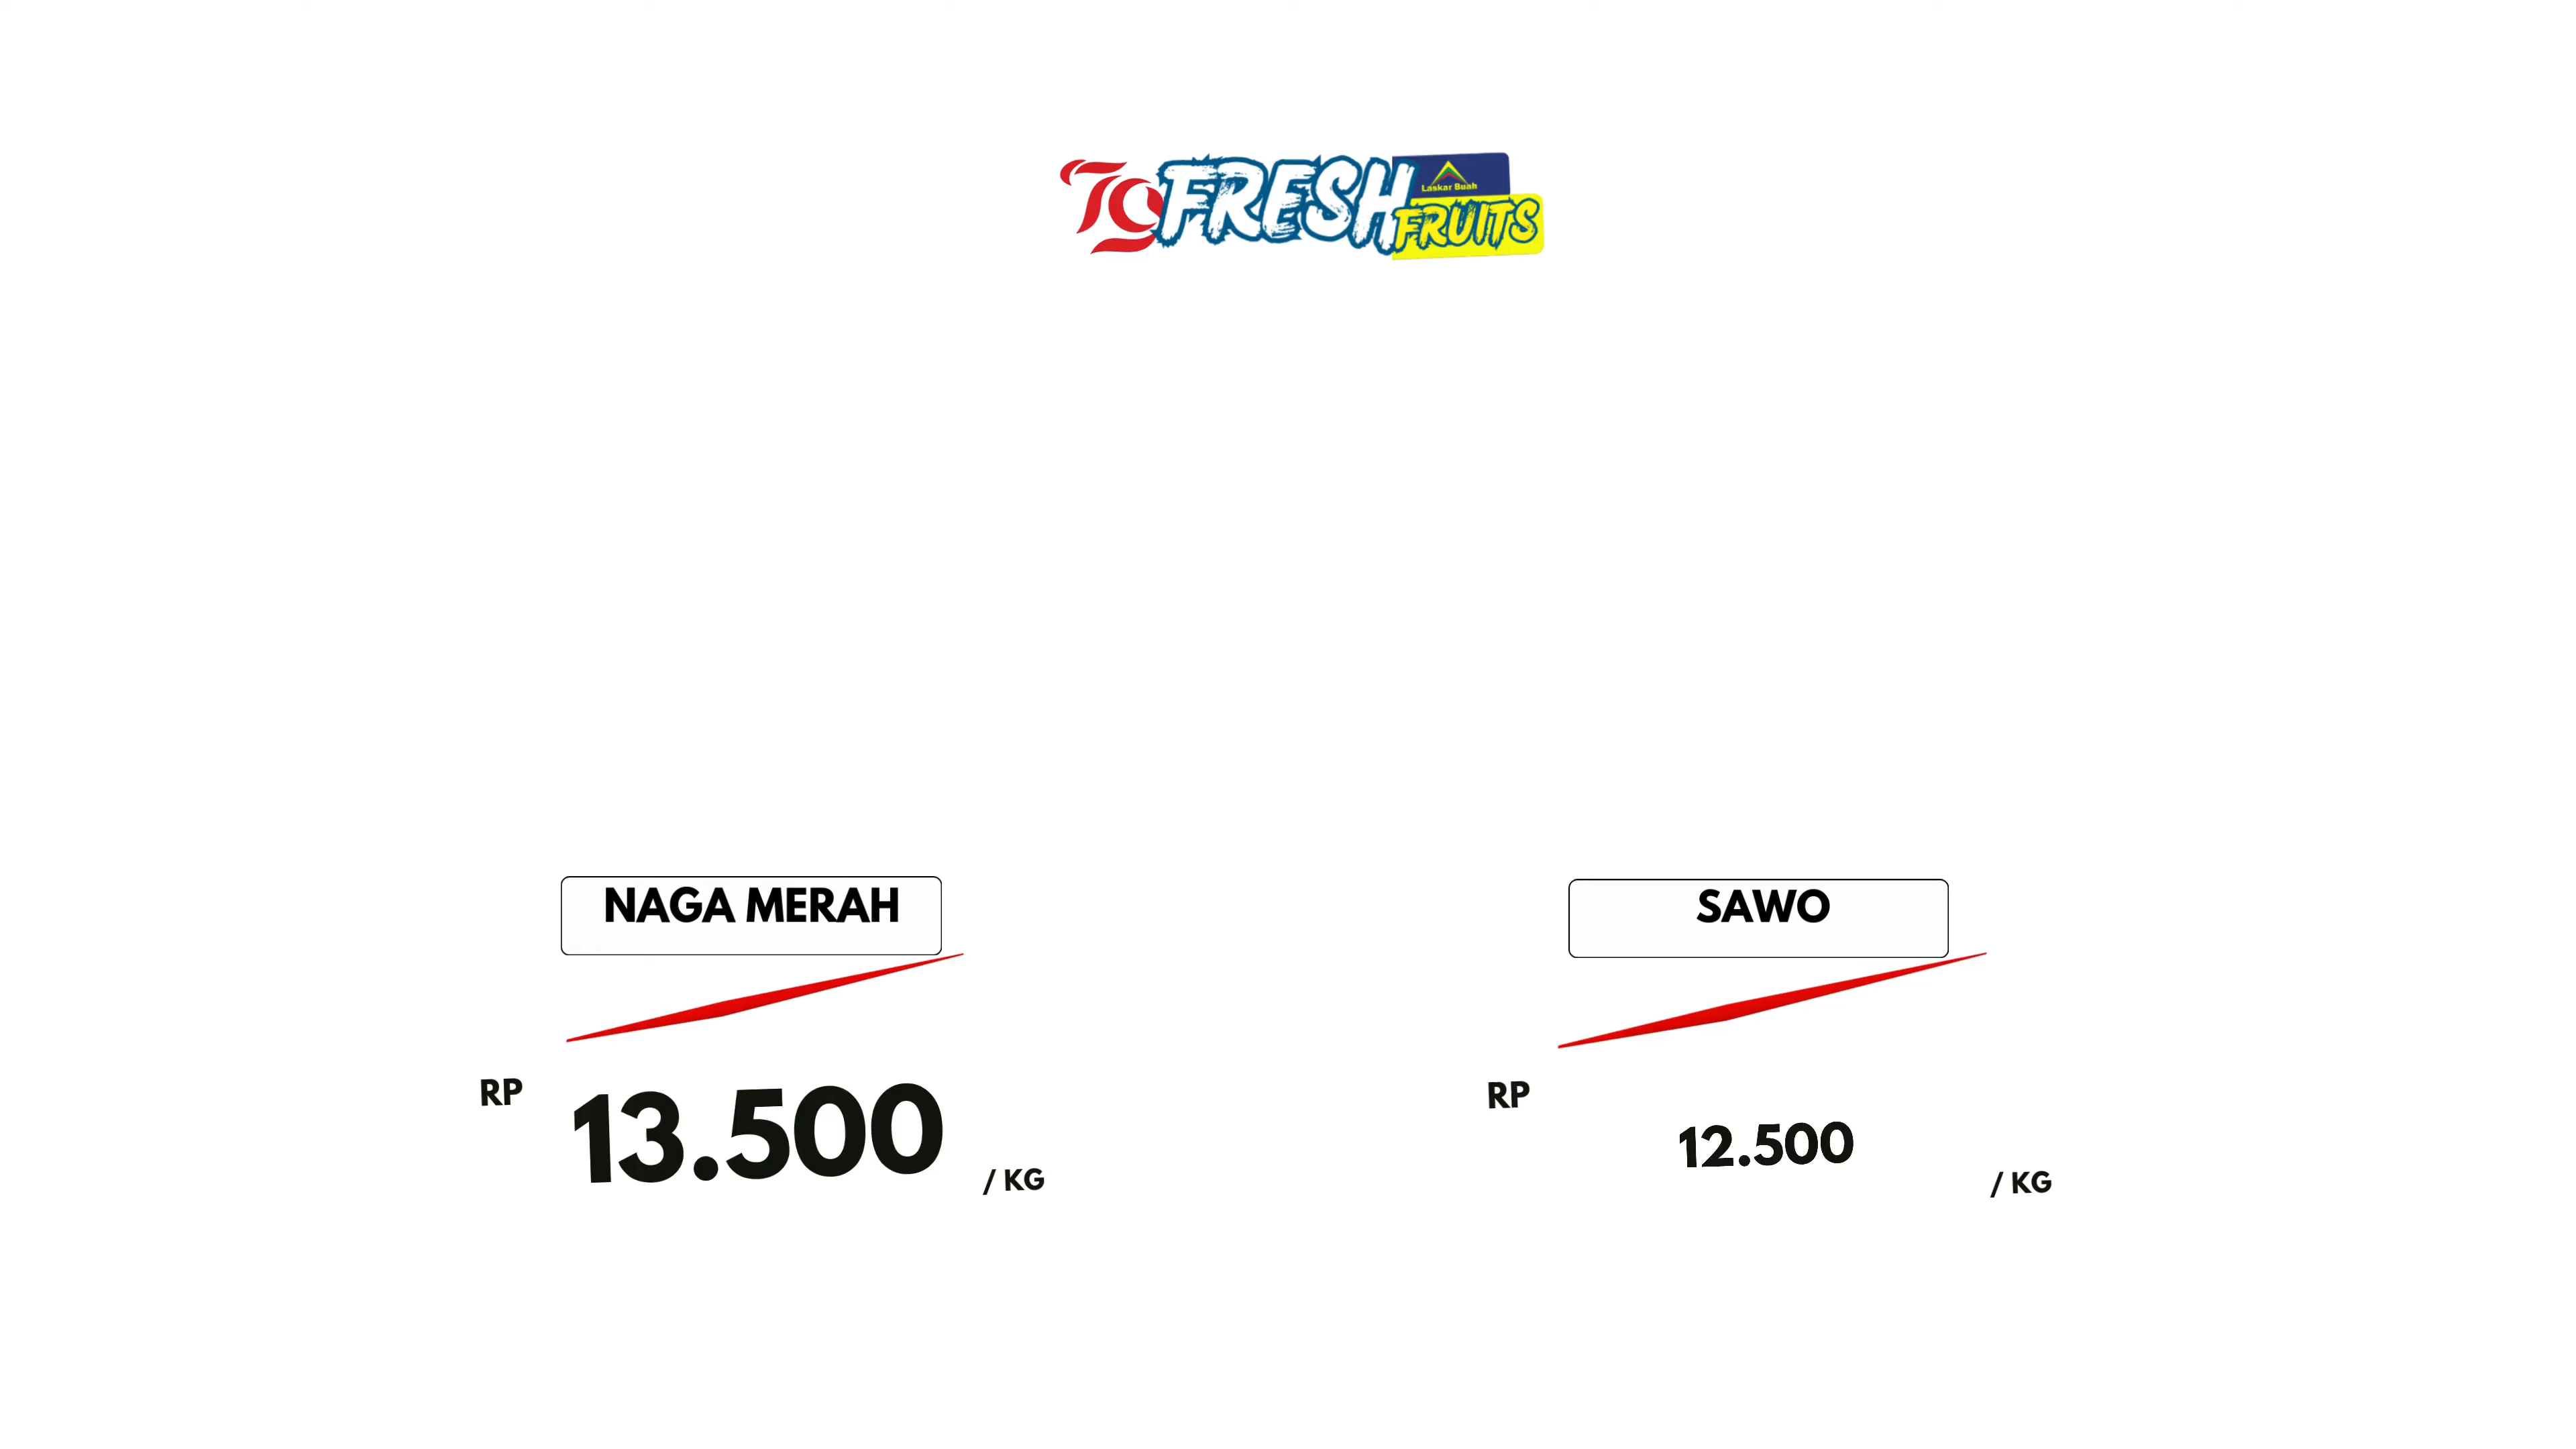 79 FRESH
Laskar Buah
FRUITS
NAGA MERAH
RP 13.500 / KG
SAWO
RP 12.500 / KG